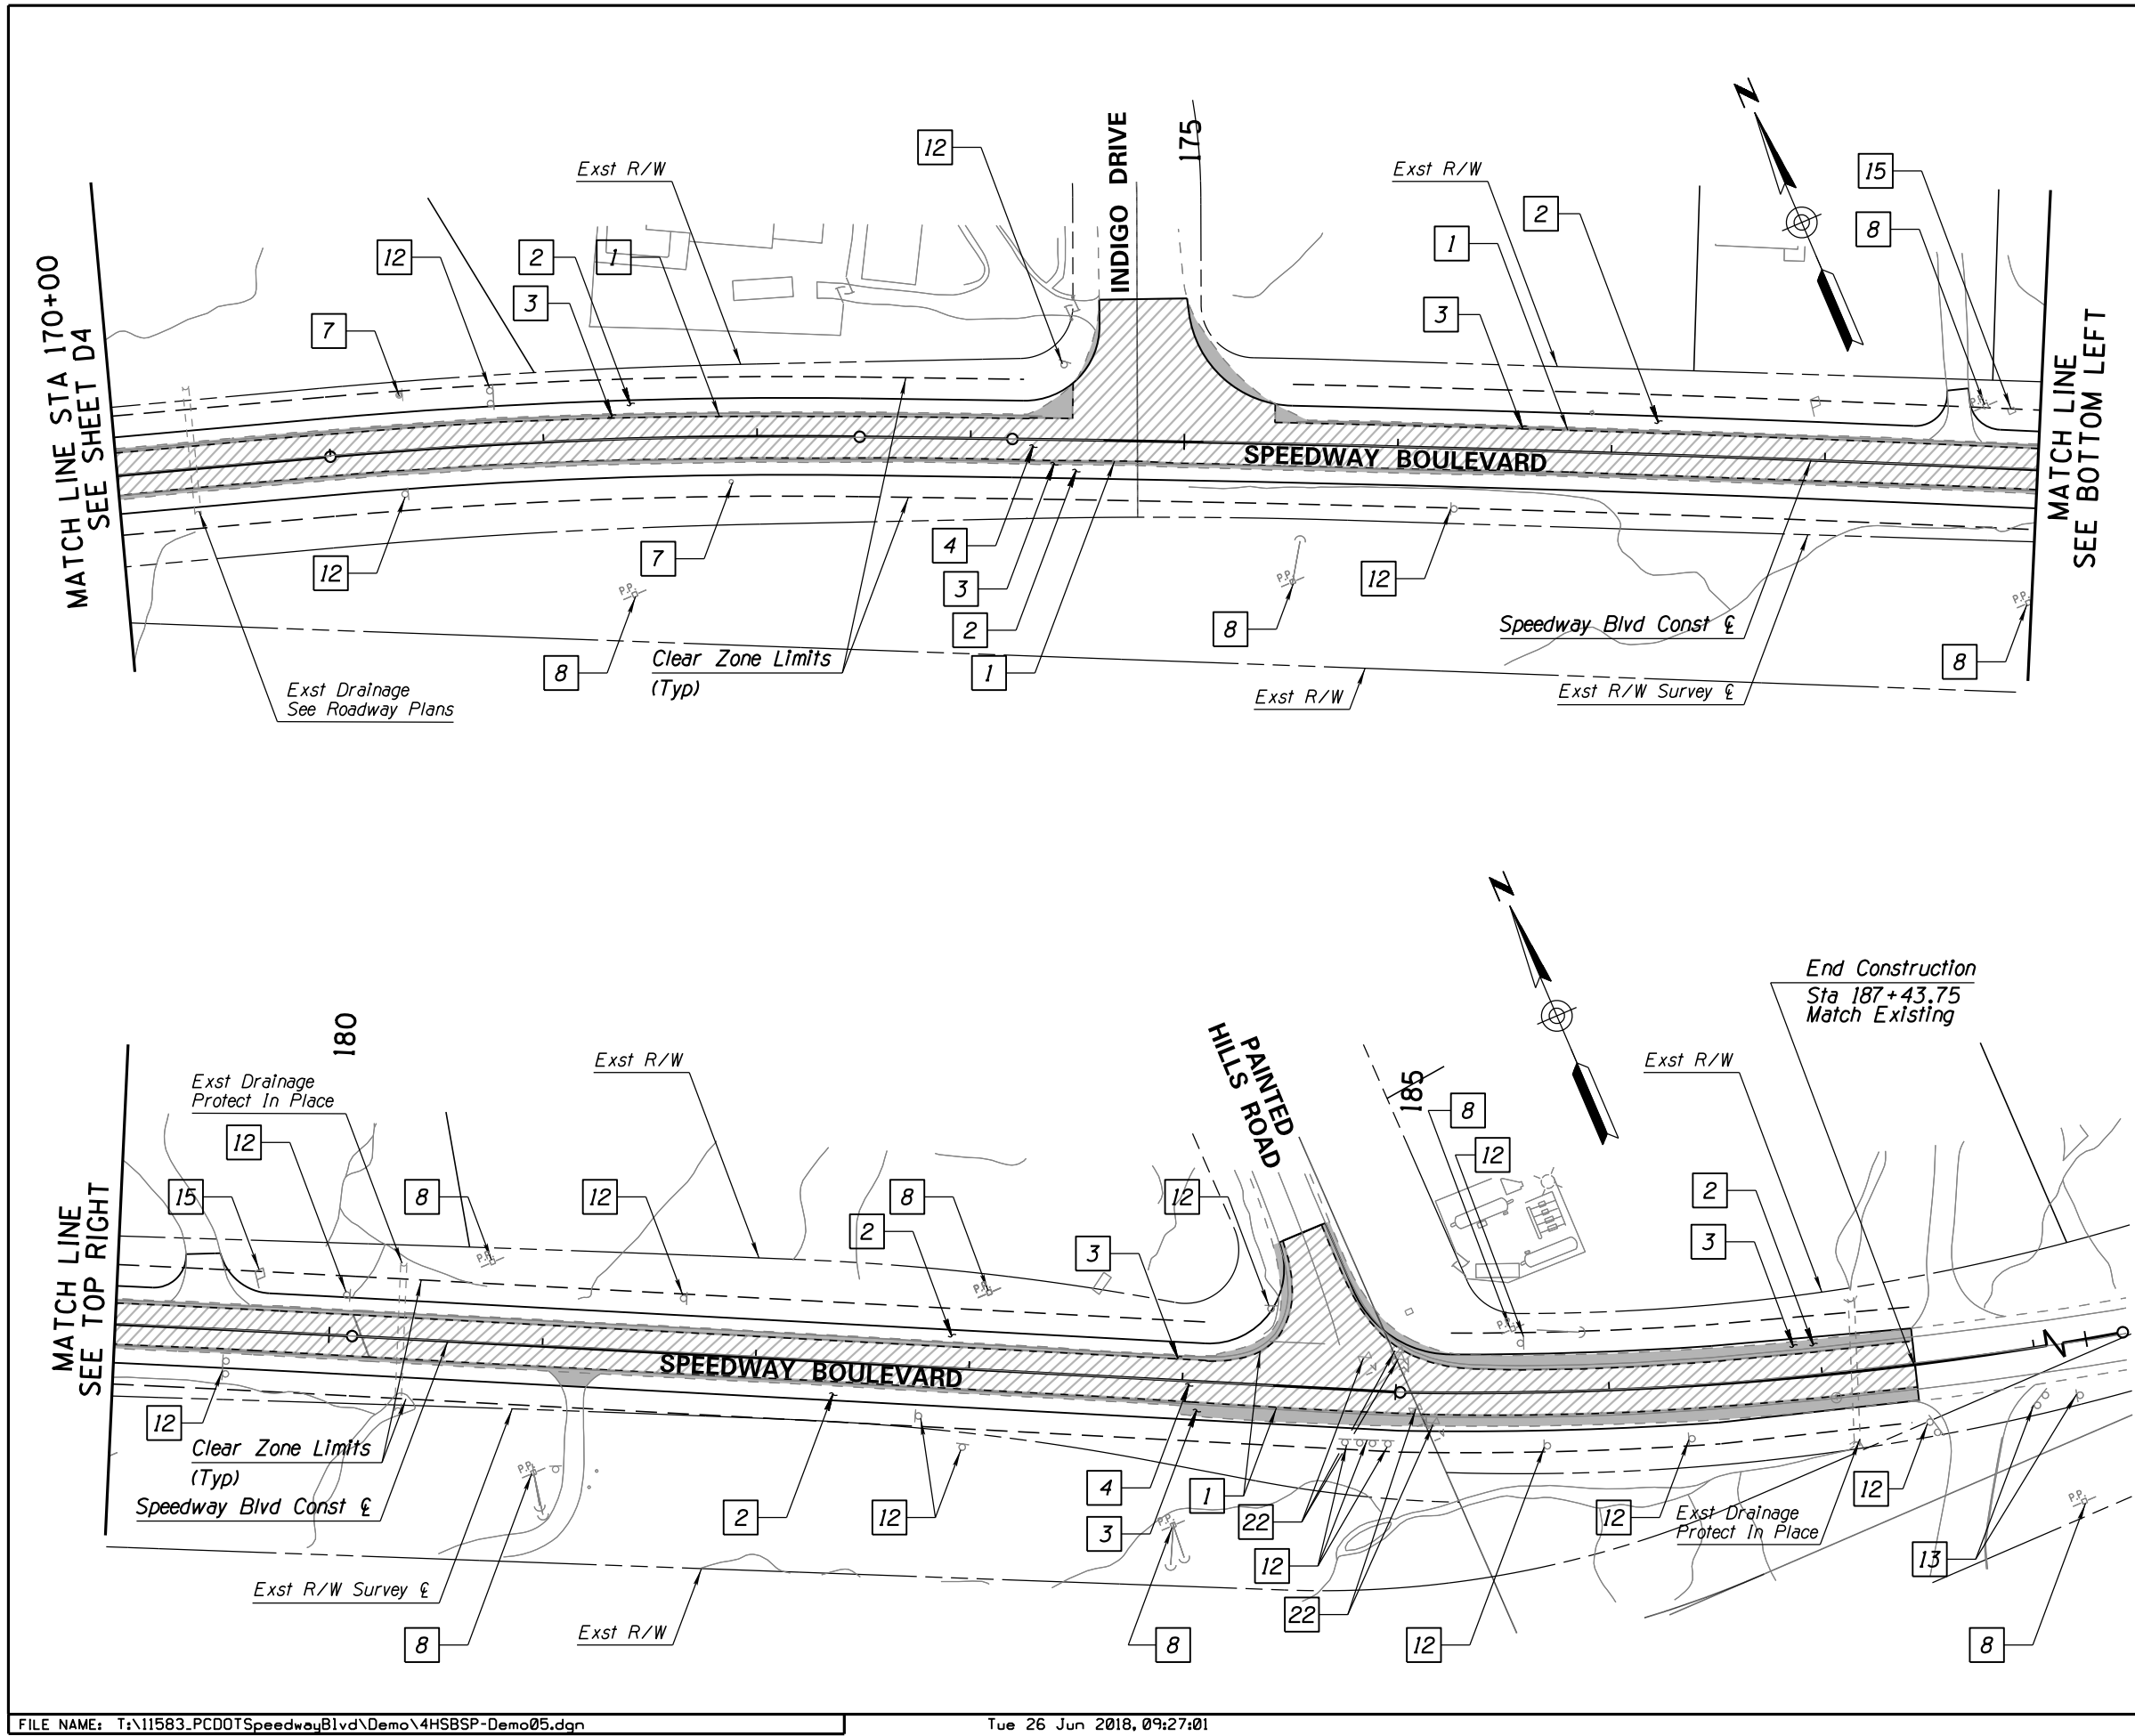 N
12
INDIGO DRIVE
175
Exst R/W
Exst R/W
15
2
8
1
12
2
1
3
3
7
MATCH LINE STA 170+00
SEE SHEET D4
MATCH LINE
SEE BOTTOM LEFT
SPEEDWAY BOULEVARD
12
7
4
3
2
1
P.P.
8
P.P.
8
12
P.P.
8
Clear Zone Limits
(Typ)
Exst Drainage
See Roadway Plans
Speedway Blvd Const ℄
Exst R/W
Exst R/W Survey ℄
P.P.
N
End Construction
Sta 187+43.75
Match Existing
180
Exst R/W
PAINTED
HILLS ROAD
185
Exst R/W
Exst Drainage
Protect In Place
12
15
8
12
8
2
12
3
8
12
2
3
P.P.
P.P.
P.P.
MATCH LINE
SEE TOP RIGHT
SPEEDWAY BOULEVARD
12
Clear Zone Limits
(Typ)
Speedway Blvd Const ℄
P.P.
2
12
4
3
1
22
12
22
P.P.
12
Exst Drainage
Protect In Place
12
13
P.P.
Exst R/W Survey ℄
8
Exst R/W
8
12
8
FILE NAME: T:\11583_PCDOTSpeedwayBlvd\Demo\4HSBSP-Demo05.dgn
Tue 26 Jun 2018, 09:27:01